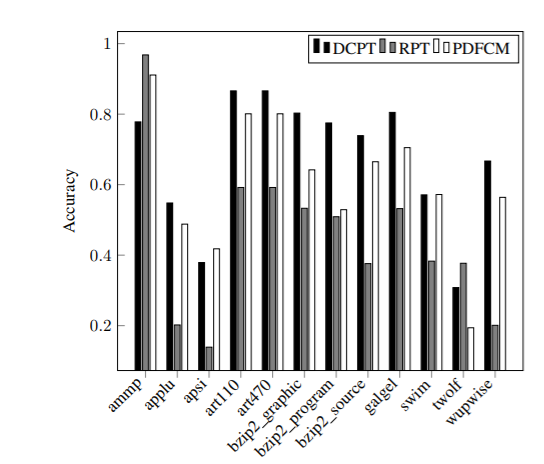 DCPT RPT PDFCM
1
0.8
0.6
0.4
0.2
Accuracy
ammp
applu
apsi
art110
art470
bzip2_graphic
bzip2_program
bzip2_source
galgel
swim
twolf
wupwise